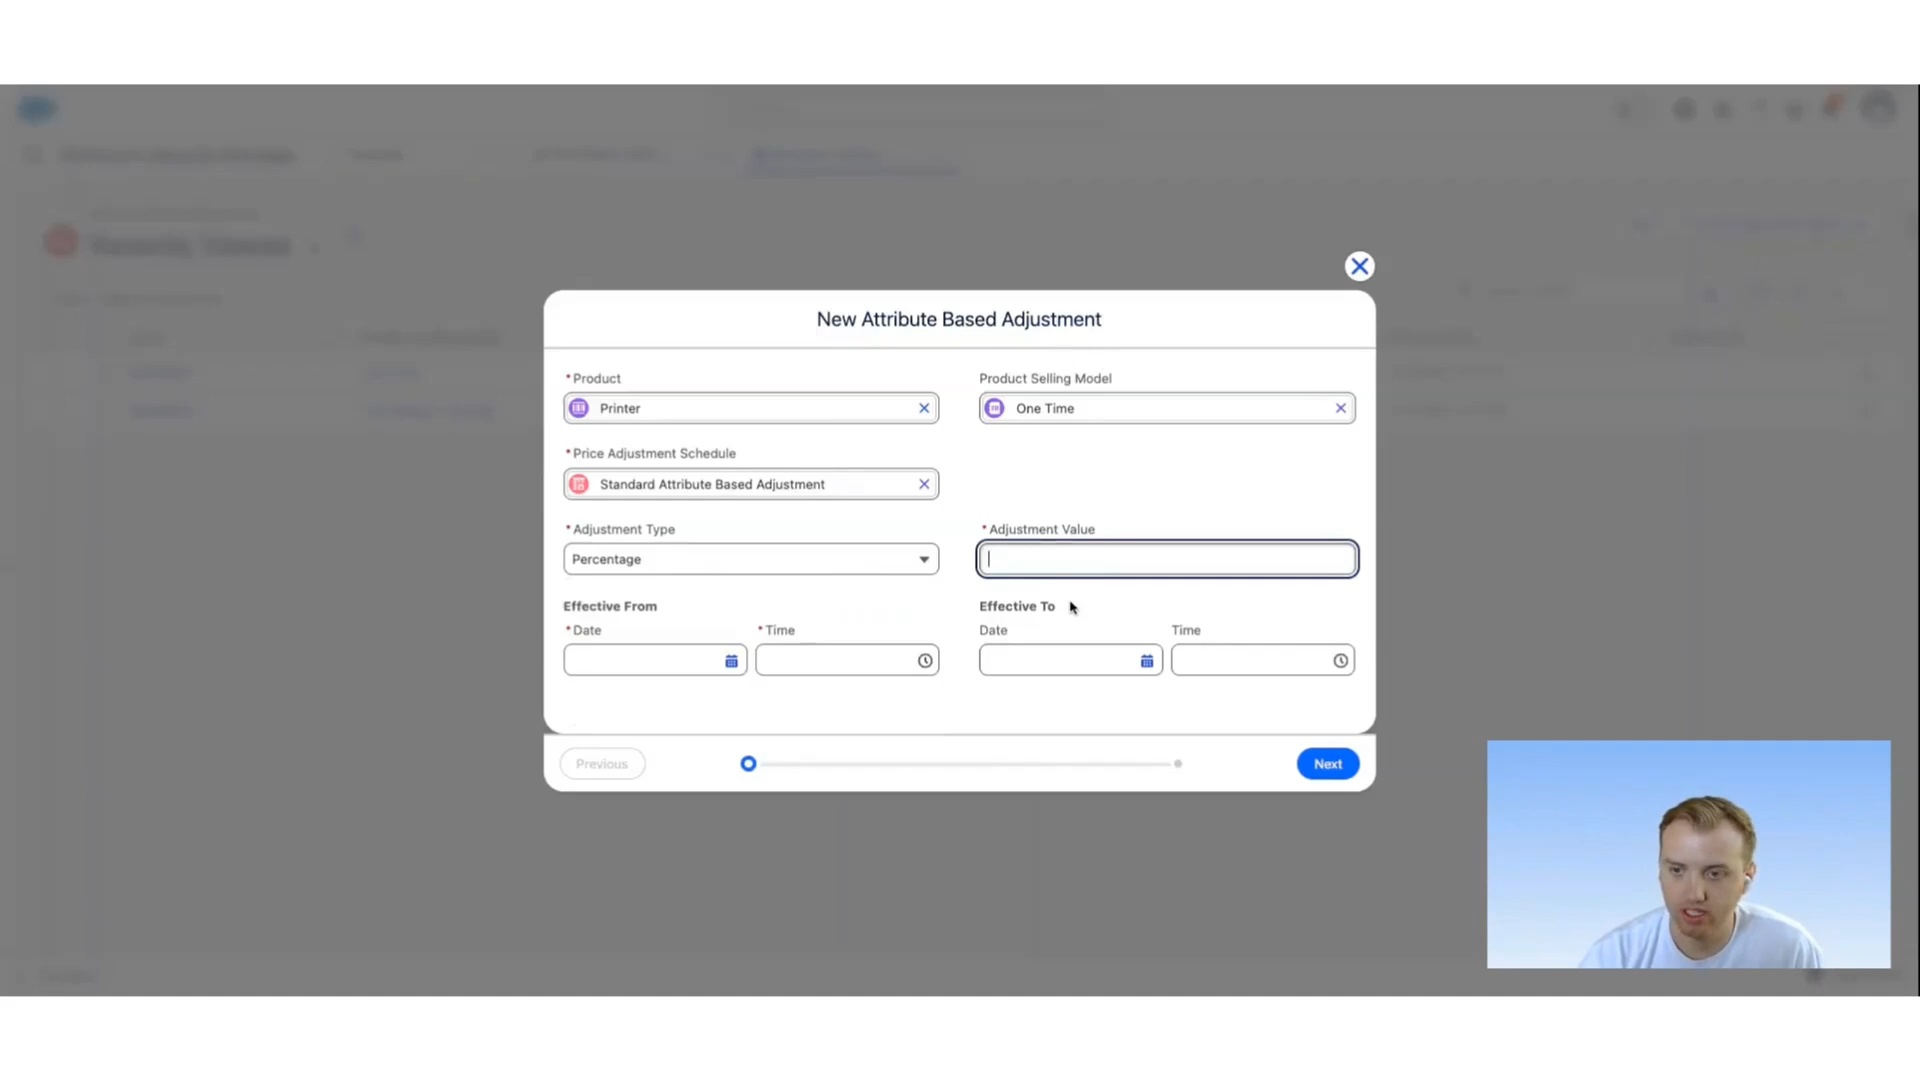 New Attribute Based Adjustment
* Product
Product Selling Model
Printer
One Time
* Price Adjustment Schedule
Standard Attribute Based Adjustment
* Adjustment Type
* Adjustment Value
Percentage
Effective From
Effective To
* Date
* Time
Date
Time
Previous
Next